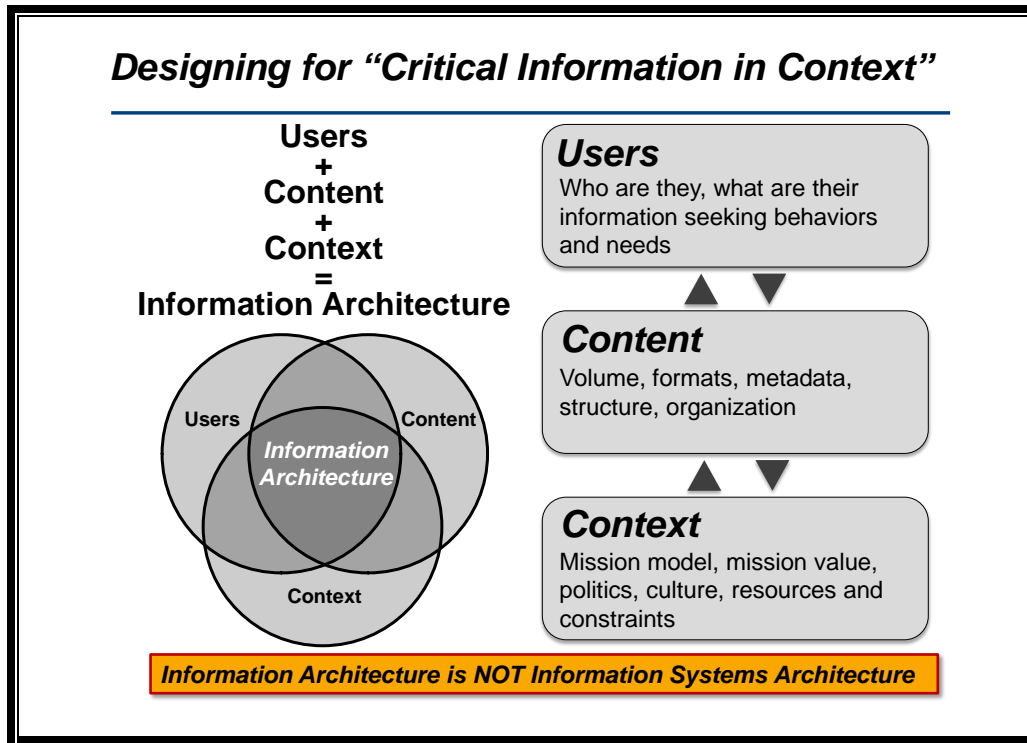 Designing for “Critical Information in Context”
Users
+
Content
+
Context
=
Information Architecture
Users
Content
Information
Architecture
Context
Users
Who are they, what are their
information seeking behaviors
and needs
Content
Volume, formats, metadata,
structure, organization
Context
Mission model, mission value,
politics, culture, resources and
constraints
Information Architecture is NOT Information Systems Architecture